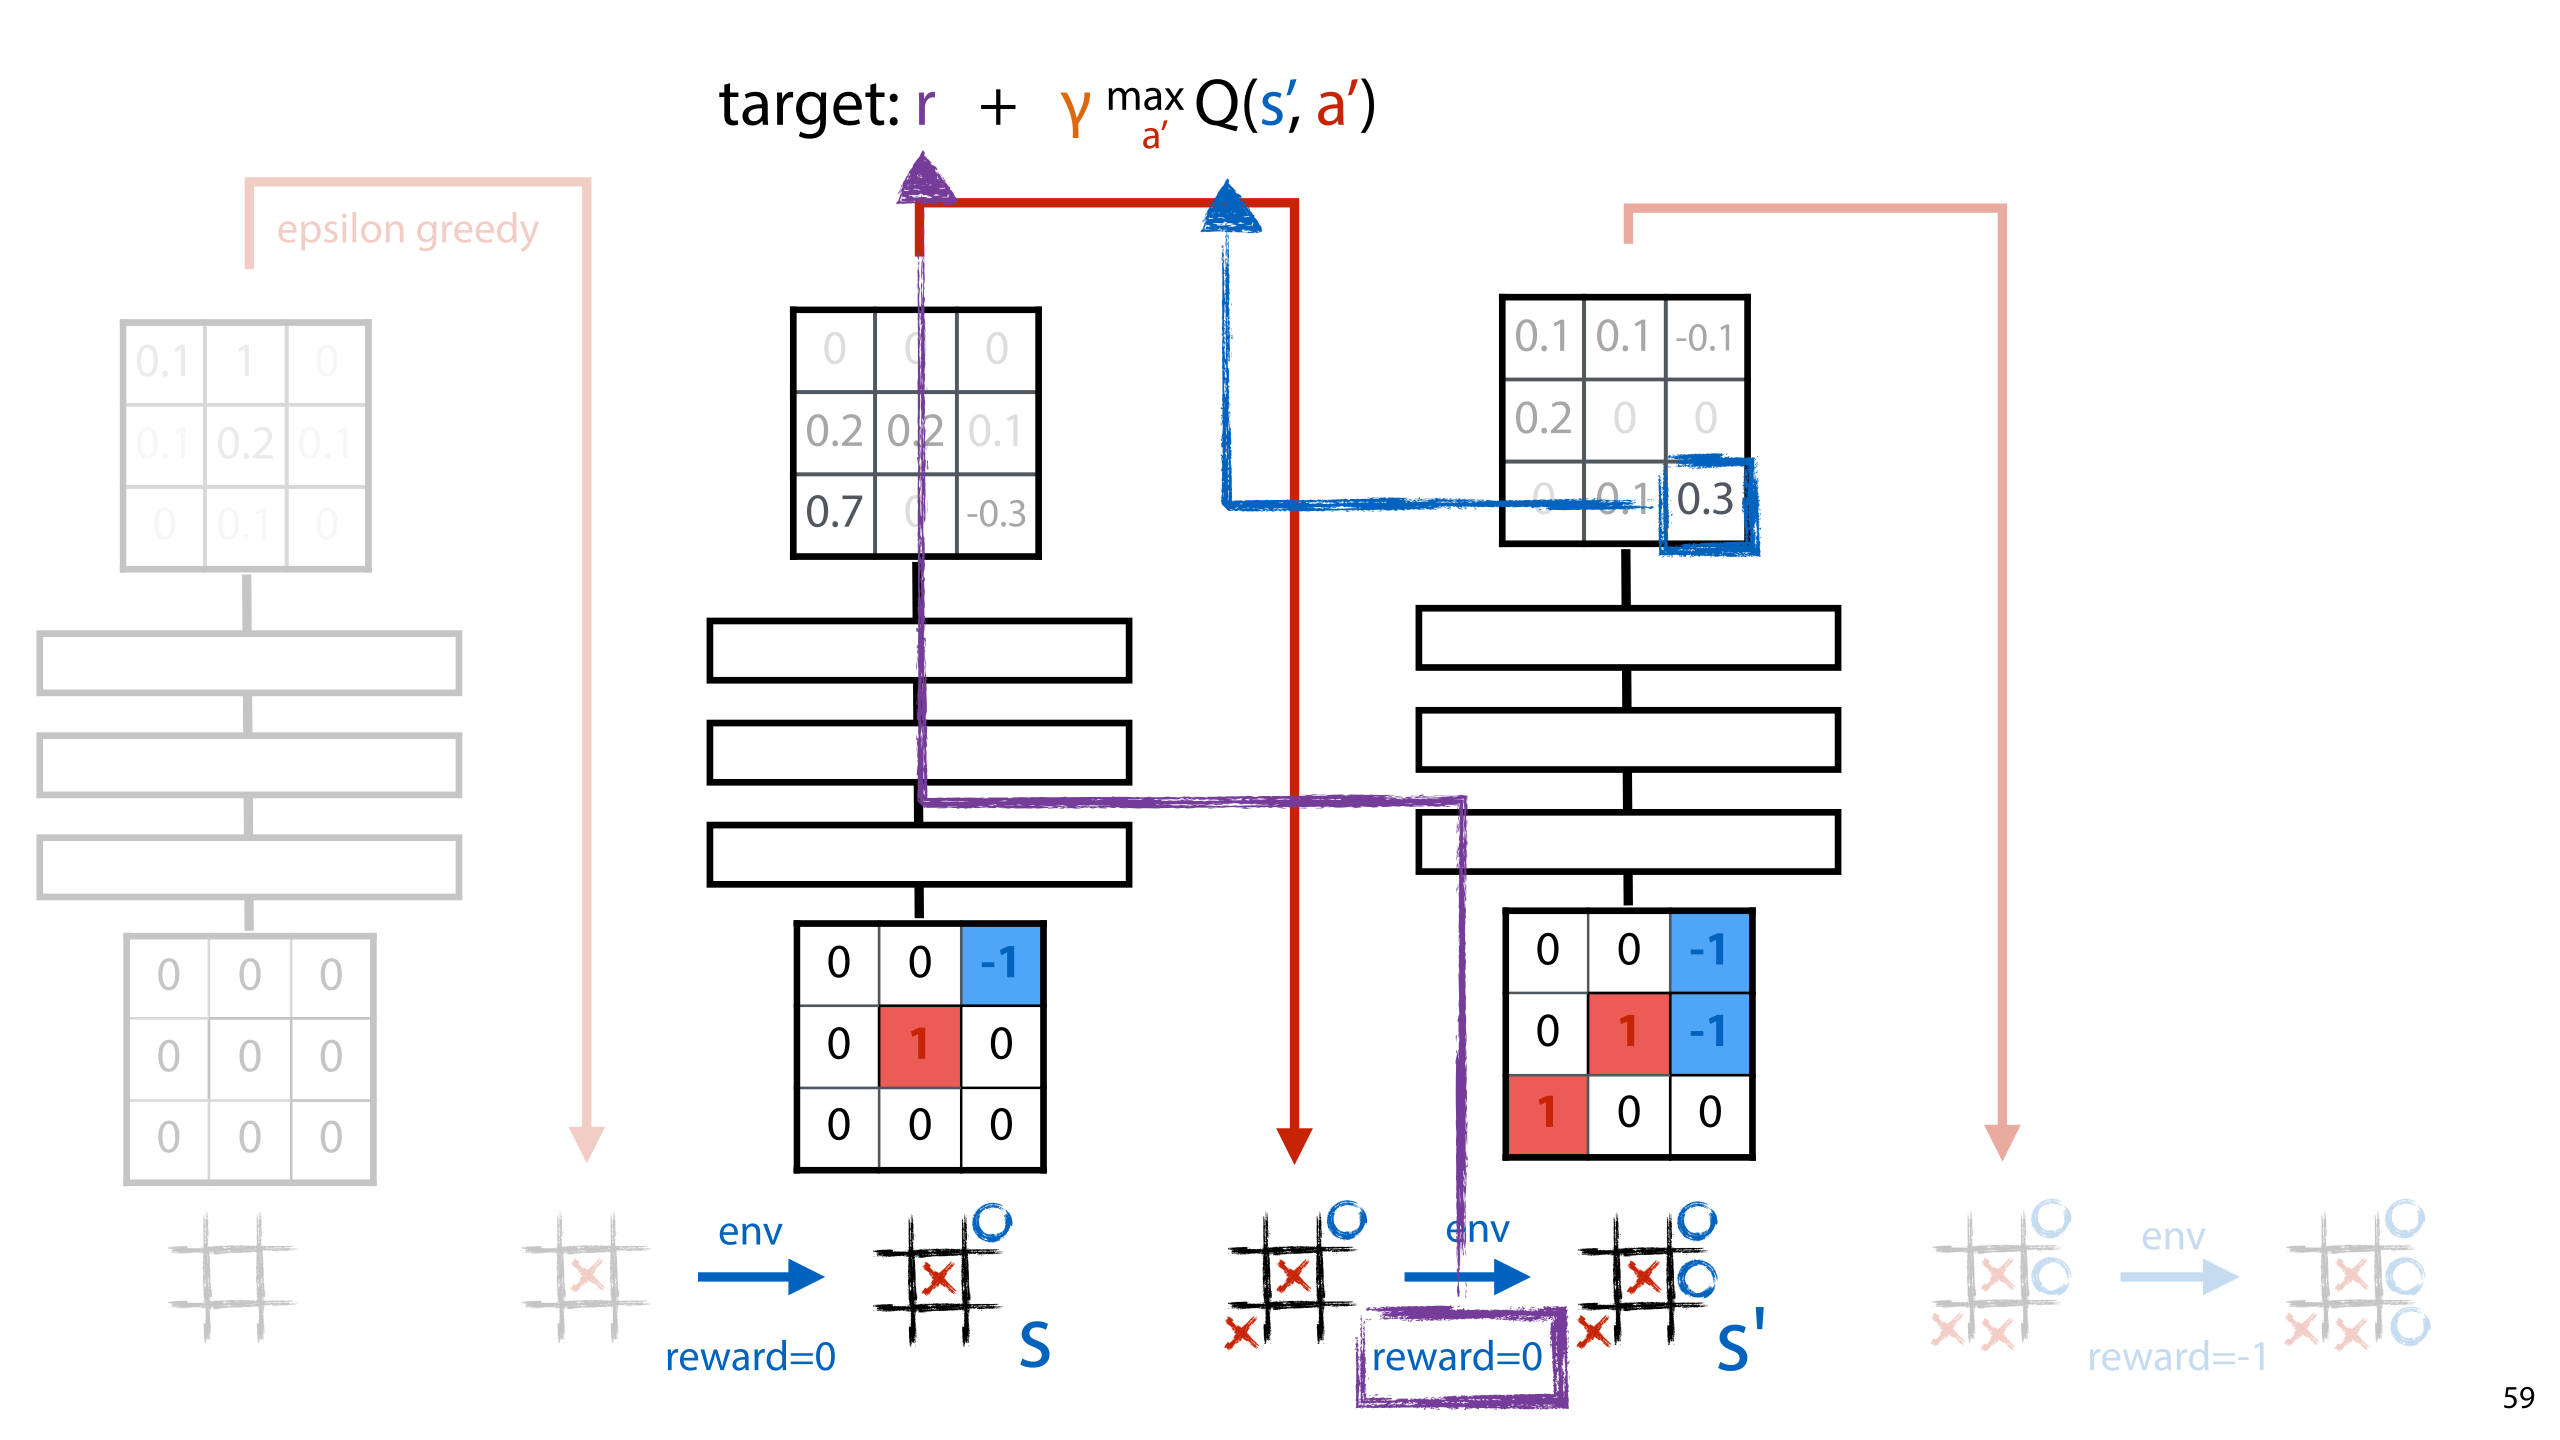 target: r + γ max Q(s’, a’)
a’
epsilon greedy
0.1 1 0
0.1 0.2 0.1
0 0.1 0
0 0 0
0.2 0.2 0.1
0.7 0 -0.3
0.1 0.1 -0.1
0.2 0 0
0 0.1 0.3
0 0 0
0 0 0
0 0 0
0 0 -1
0 1 0
0 0 0
0 0 -1
0 1 -1
1 0 0
env
reward=0
s
env
reward=0
s'
env
reward=-1
59